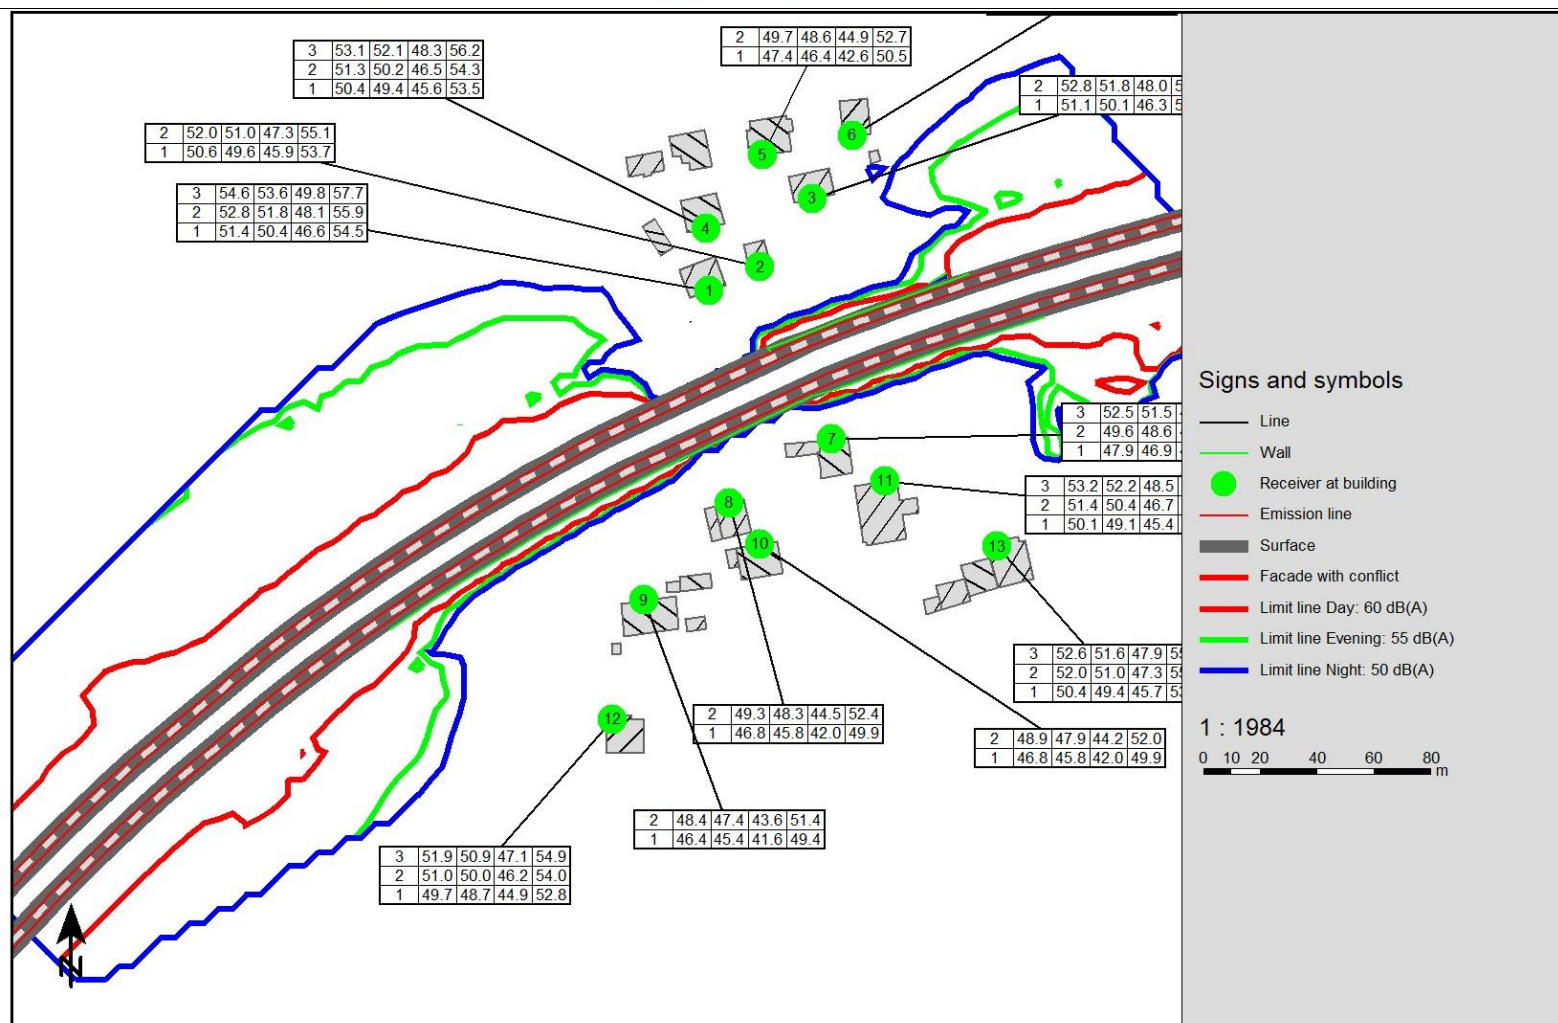 2 49.7 48.6 44.9 52.7
1 47.4 46.4 42.6 50.5
3 53.1 52.1 48.3 56.2
2 51.3 50.2 46.5 54.3
1 50.4 49.4 45.6 53.5
2 52.8 51.8 48.0
1 51.1 50.1 46.3
2 52.0 51.0 47.3 55.1
1 50.6 49.6 45.9 53.7
3 54.6 53.6 49.8 57.7
2 52.8 51.8 48.1 55.9
1 51.4 50.4 46.6 54.5
6
5
3
4
2
1
3 52.5 51.5
2 49.6 48.6
1 47.9 46.9
7
11
3 53.2 52.2 48.5
2 51.4 50.4 46.7
1 50.1 49.1 45.4
8
10
13
9
3 52.6 51.6 47.9
2 52.0 51.0 47.3
1 50.4 49.4 45.7
12
2 49.3 48.3 44.5 52.4
1 46.8 45.8 42.0 49.9
2 48.9 47.9 44.2 52.0
1 46.8 45.8 42.0 49.9
2 48.4 47.4 43.6 51.4
1 46.4 45.4 41.6 49.4
3 51.9 50.9 47.1 54.9
2 51.0 50.0 46.2 54.0
1 49.7 48.7 44.9 52.8
N
Signs and symbols
Line
Wall
Receiver at building
Emission line
Surface
Facade with conflict
Limit line Day: 60 dB(A)
Limit line Evening: 55 dB(A)
Limit line Night: 50 dB(A)
1 : 1984
0 10 20 40 60 80
m